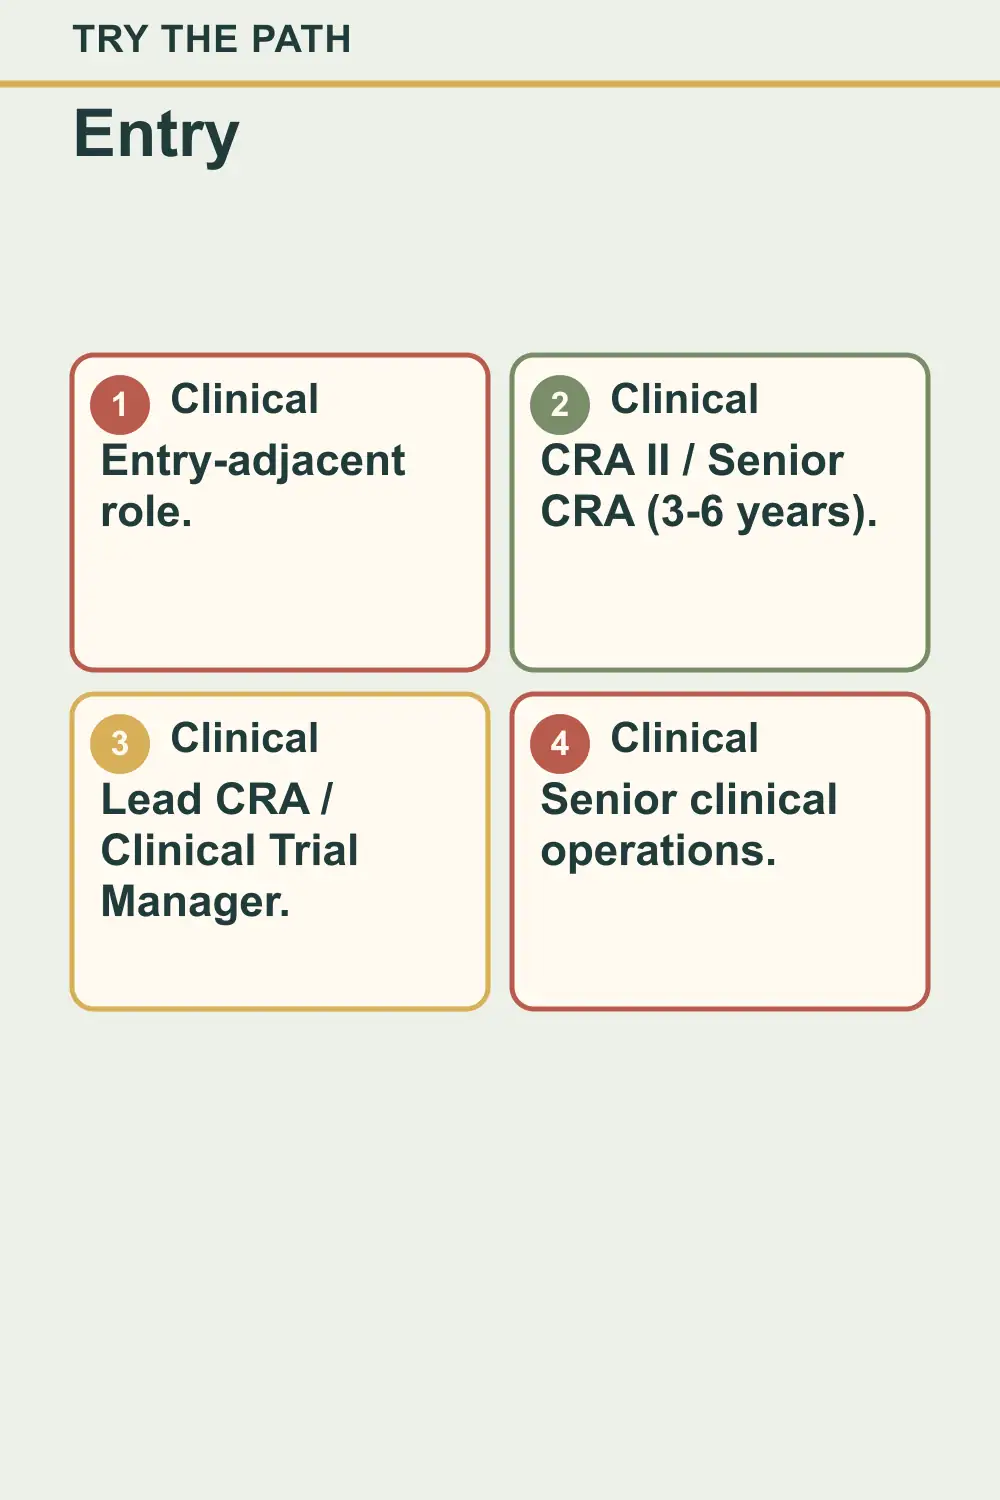 TRY THE PATH
Entry
1 Clinical
Entry-adjacent
role.
2 Clinical
CRA II / Senior
CRA (3-6 years).
3 Clinical
Lead CRA /
Clinical Trial
Manager.
4 Clinical
Senior clinical
operations.